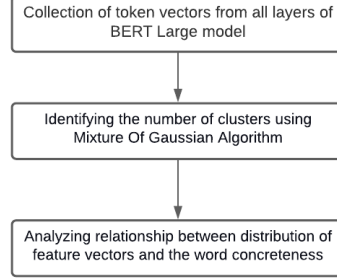 Collection of token vectors from all layers of
BERT Large model
Identifying the number of clusters using
Mixture Of Gaussian Algorithm
Analyzing relationship between distribution of
feature vectors and the word concreteness